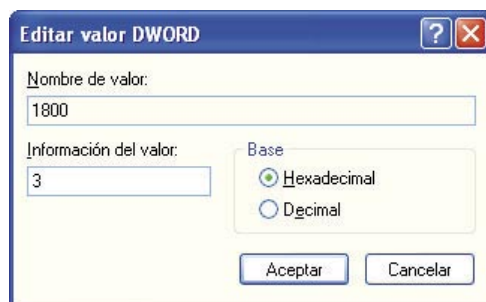 Editar valor DWORD
Nombre de valor:
1800
Información del valor:
3
Base
Hexadecimal
Decimal
Aceptar
Cancelar